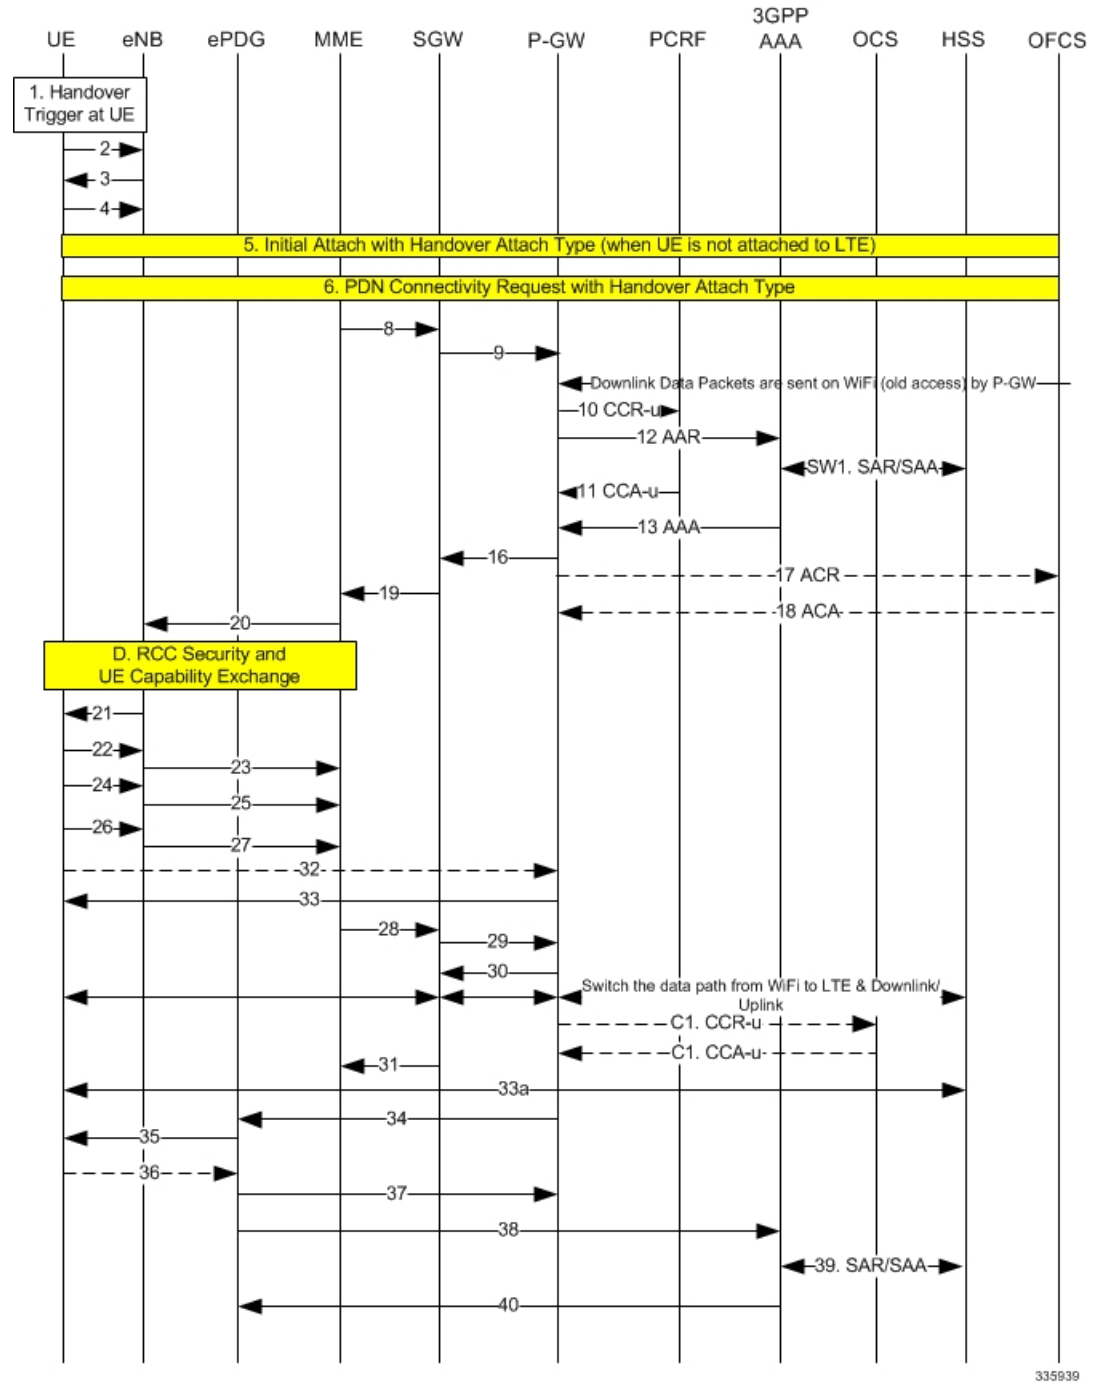 3GPP
UE eNB ePDG MME SGW P-GW PCRF AAA OCS HSS OFCS
1. Handover
Trigger at UE
2
3
4
5. Initial Attach with Handover Attach Type (when UE is not attached to LTE)
6. PDN Connectivity Request with Handover Attach Type
8
9
Downlink Data Packets are sent on WiFi (old access) by P-GW
10 CCR-u
12 AAR
SW1. SAR/SAA
11 CCA-u
13 AAA
16
17 ACR
19
18 ACA
20
D. RCC Security and
UE Capability Exchange
21
22
23
24
25
26
27
32
33
28
29
30
Switch the data path from WiFi to LTE & Downlink/
Uplink
C1. CCR-u
C1. CCA-u
31
33a
34
35
36
37
38
39. SAR/SAA
40
335939